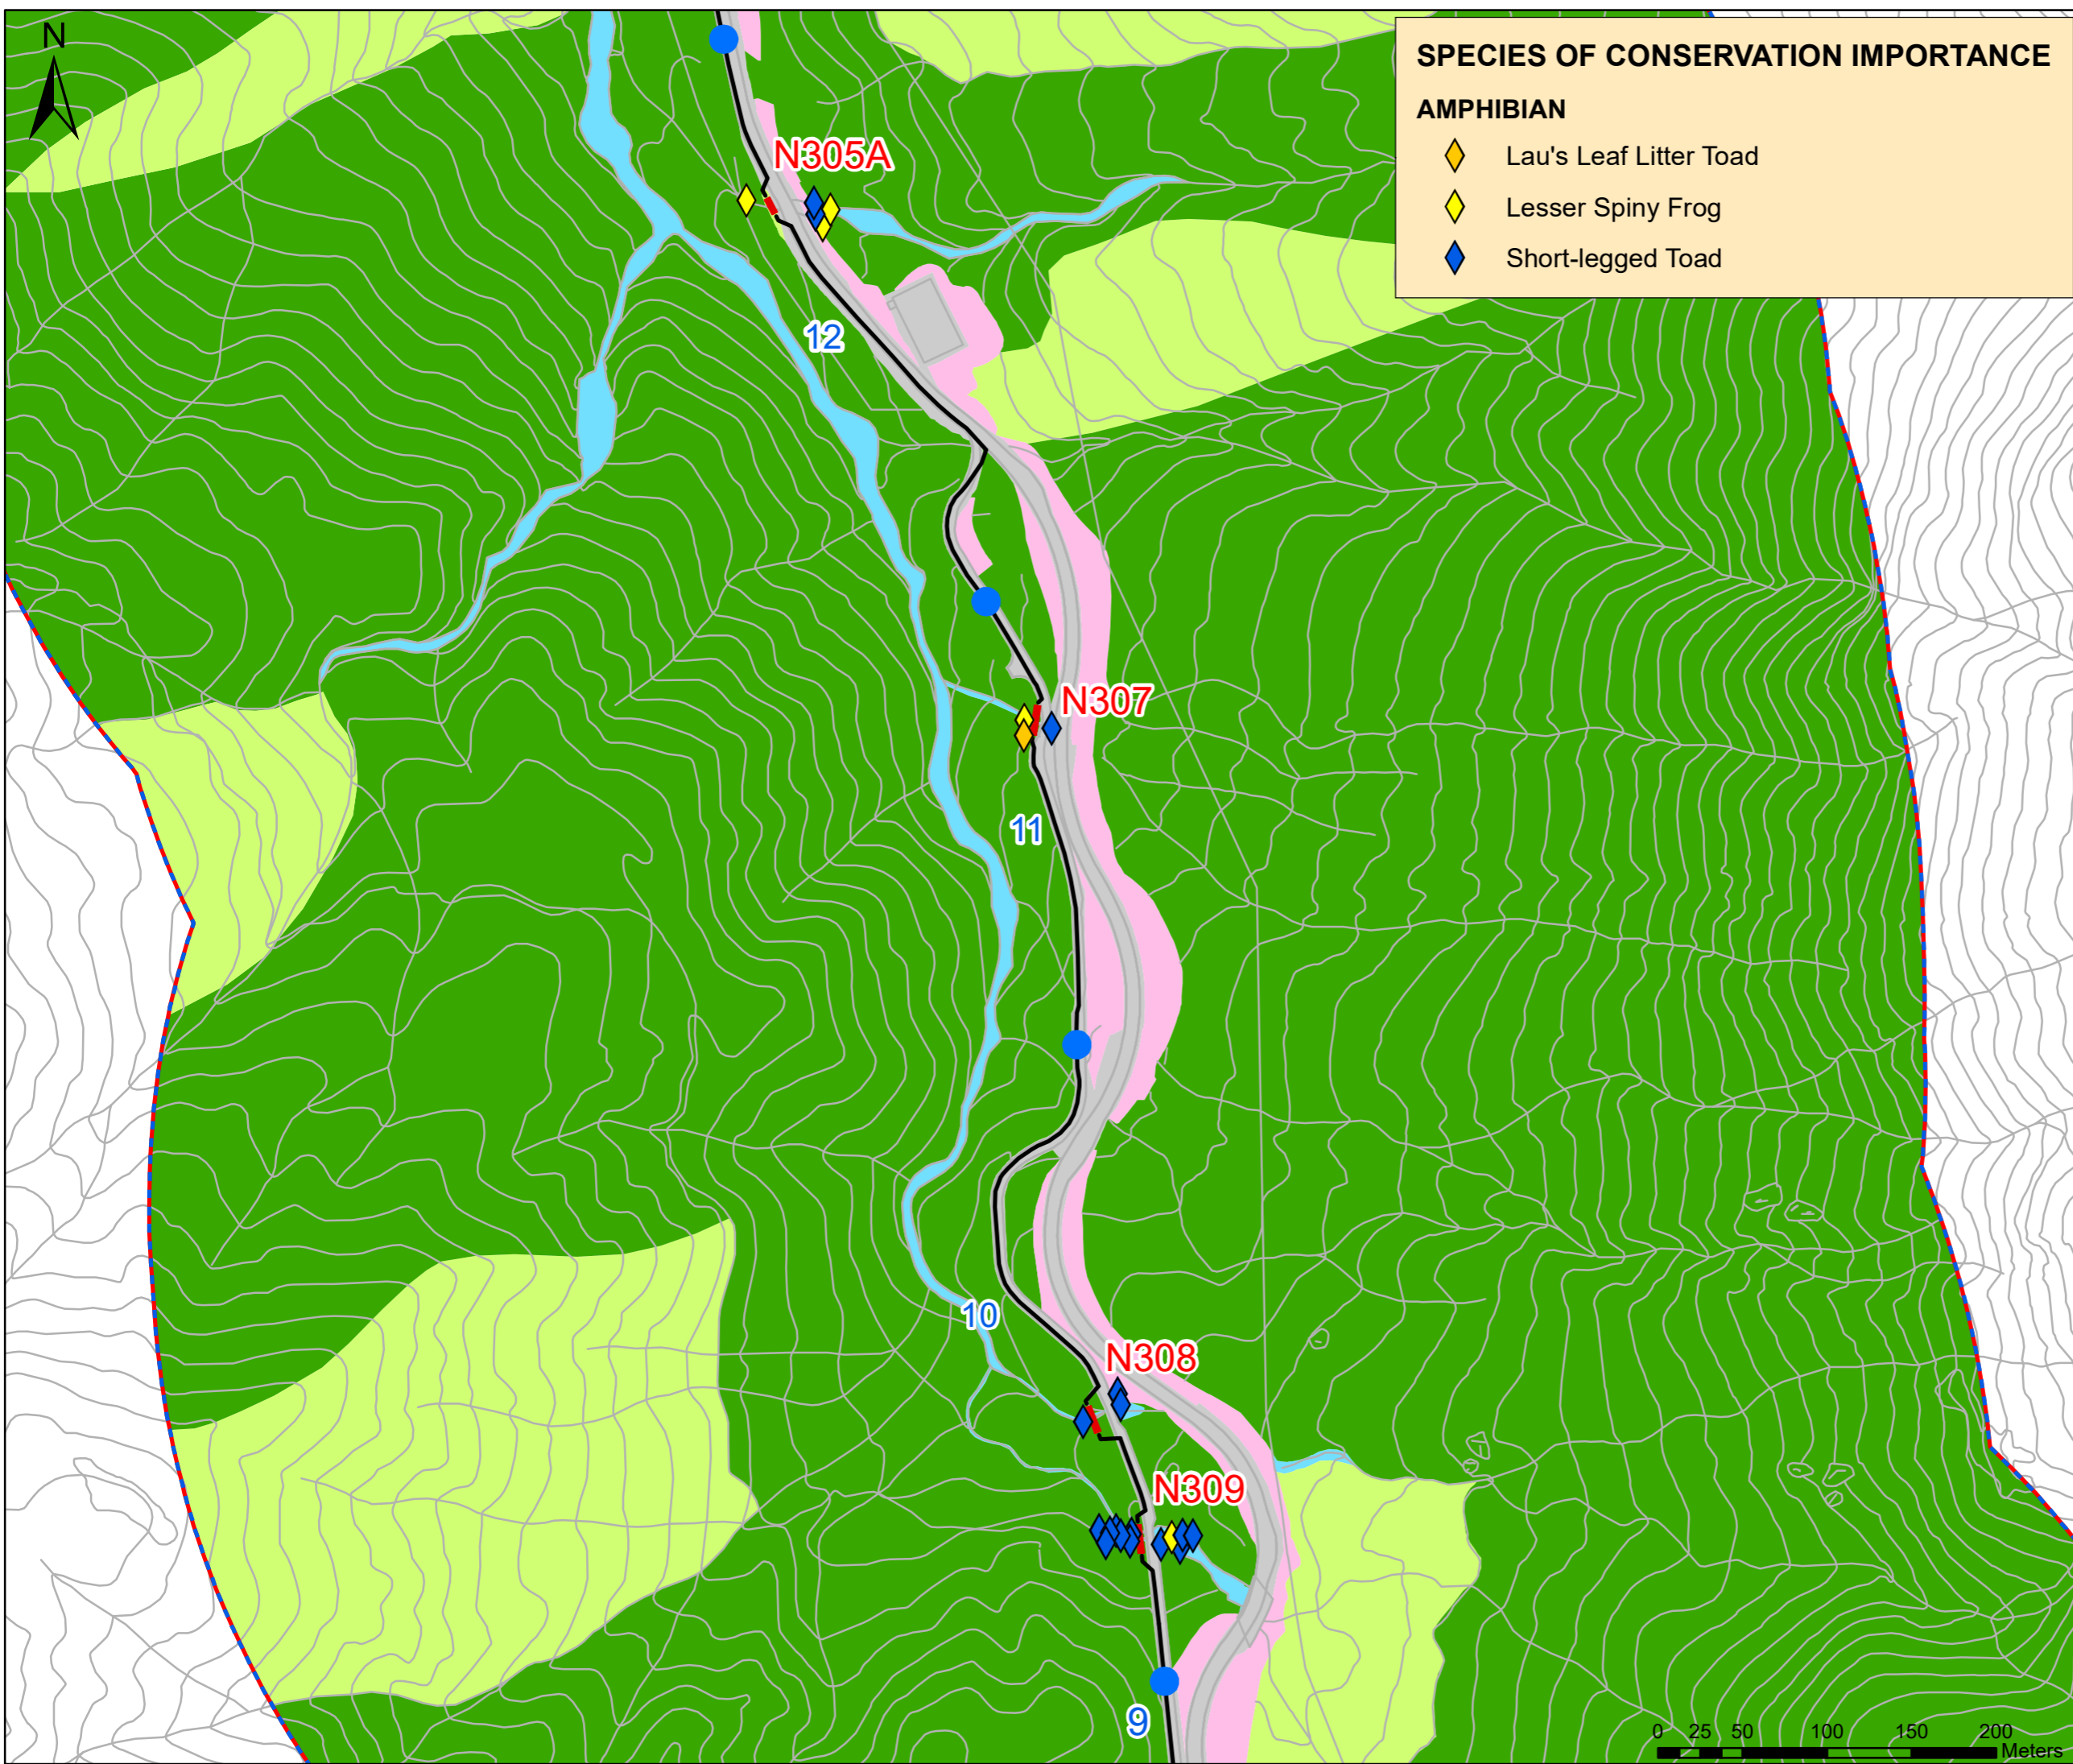 N
SPECIES OF CONSERVATION IMPORTANCE
AMPHIBIAN
Lau's Leaf Litter Toad
Lesser Spiny Frog
Short-legged Toad
N305A
12
N307
11
10
N308
N309
9
0 25 50 100 150 200
Meters